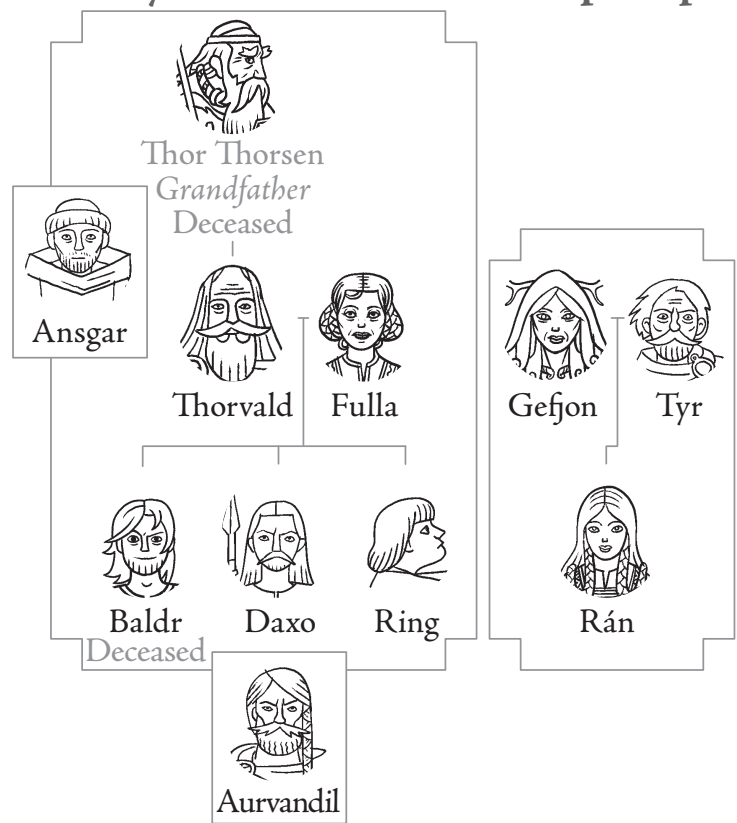 Thor Thorsen
Grandfather
Deceased
Ansgar
Thorvald
Fulla
Gefjon
Tyr
Baldr
Deceased
Daxo
Ring
Rán
Aurvandil